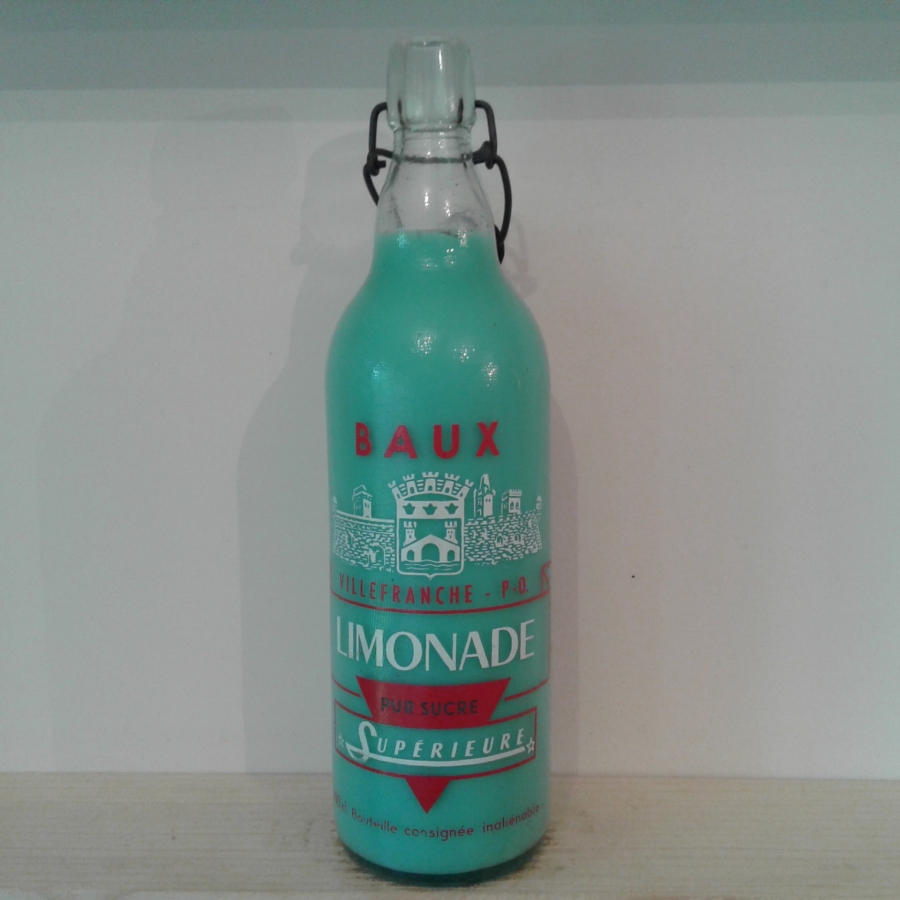 BAUX
VILLEFRANCHE - P.O.
LIMONADE
PUR SUCRE
SUPÉRIEURE
Bouteille consignée inaliénable